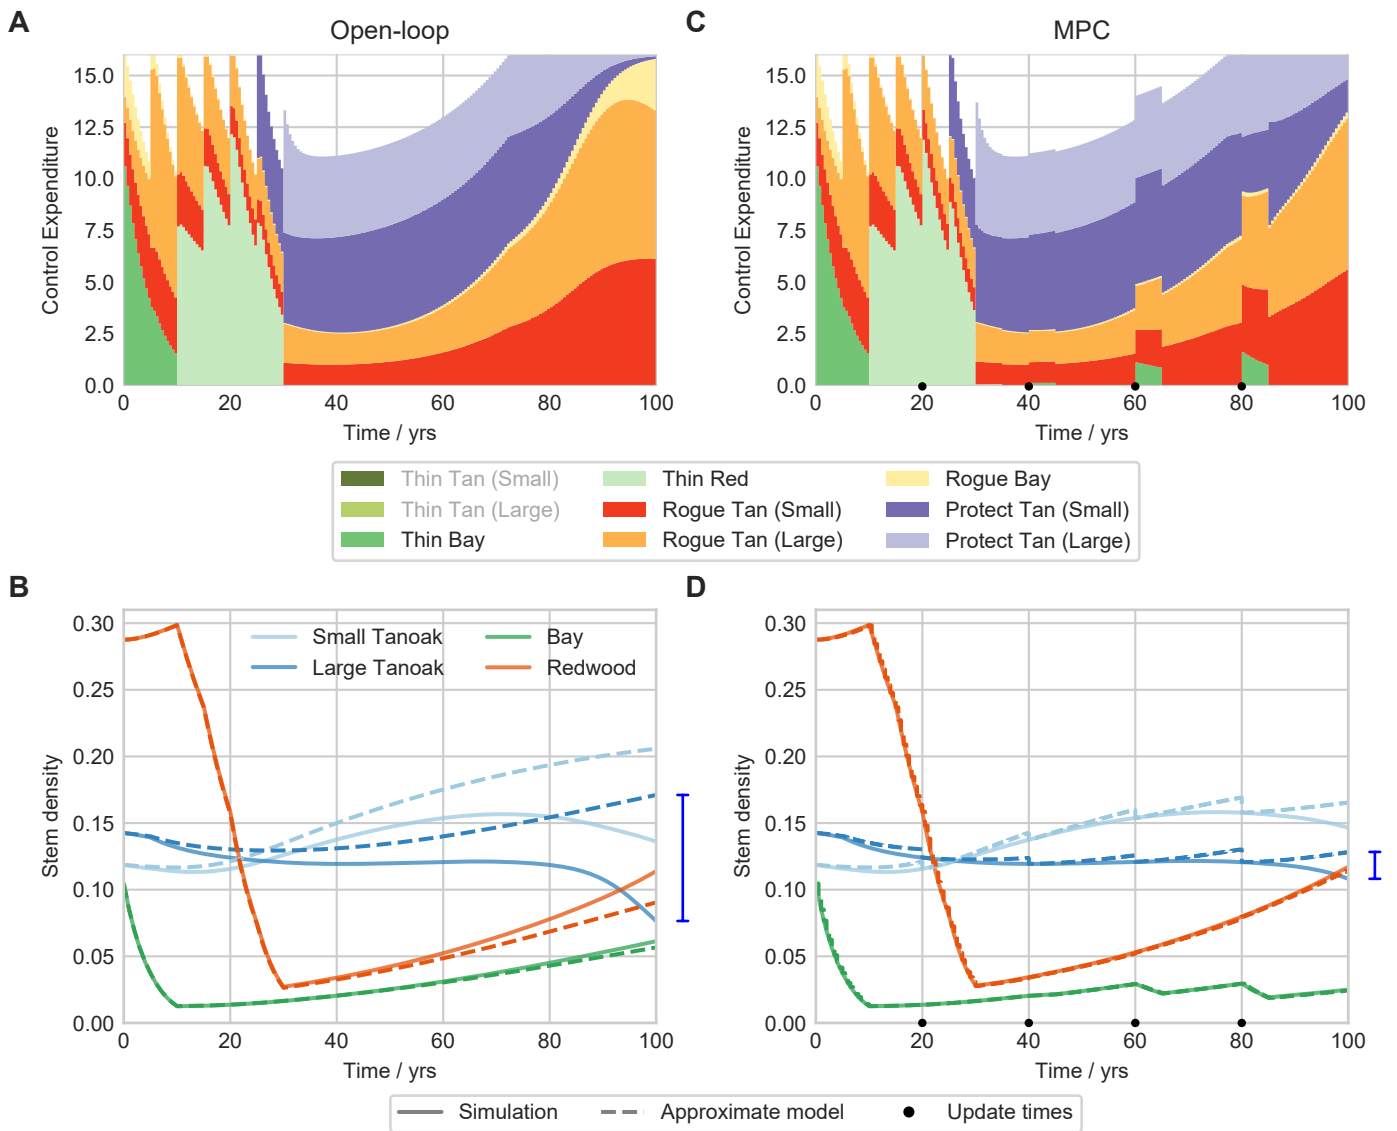 A
Open-loop
Control Expenditure
15.0
12.5
10.0
7.5
5.0
2.5
0.0
0 20 40 60 80 100
Time / yrs
C
MPC
Control Expenditure
15.0
12.5
10.0
7.5
5.0
2.5
0.0
0 20 40 60 80 100
Time / yrs
Thin Tan (Small)
Thin Tan (Large)
Thin Bay
Thin Red
Rogue Tan (Small)
Rogue Tan (Large)
Rogue Bay
Protect Tan (Small)
Protect Tan (Large)
B
Stem density
0.30
0.25
0.20
0.15
0.10
0.05
0.00
Small Tanoak
Large Tanoak
Bay
Redwood
0 20 40 60 80 100
Time / yrs
D
Stem density
0.30
0.25
0.20
0.15
0.10
0.05
0.00
0 20 40 60 80 100
Time / yrs
Simulation
Approximate model
Update times